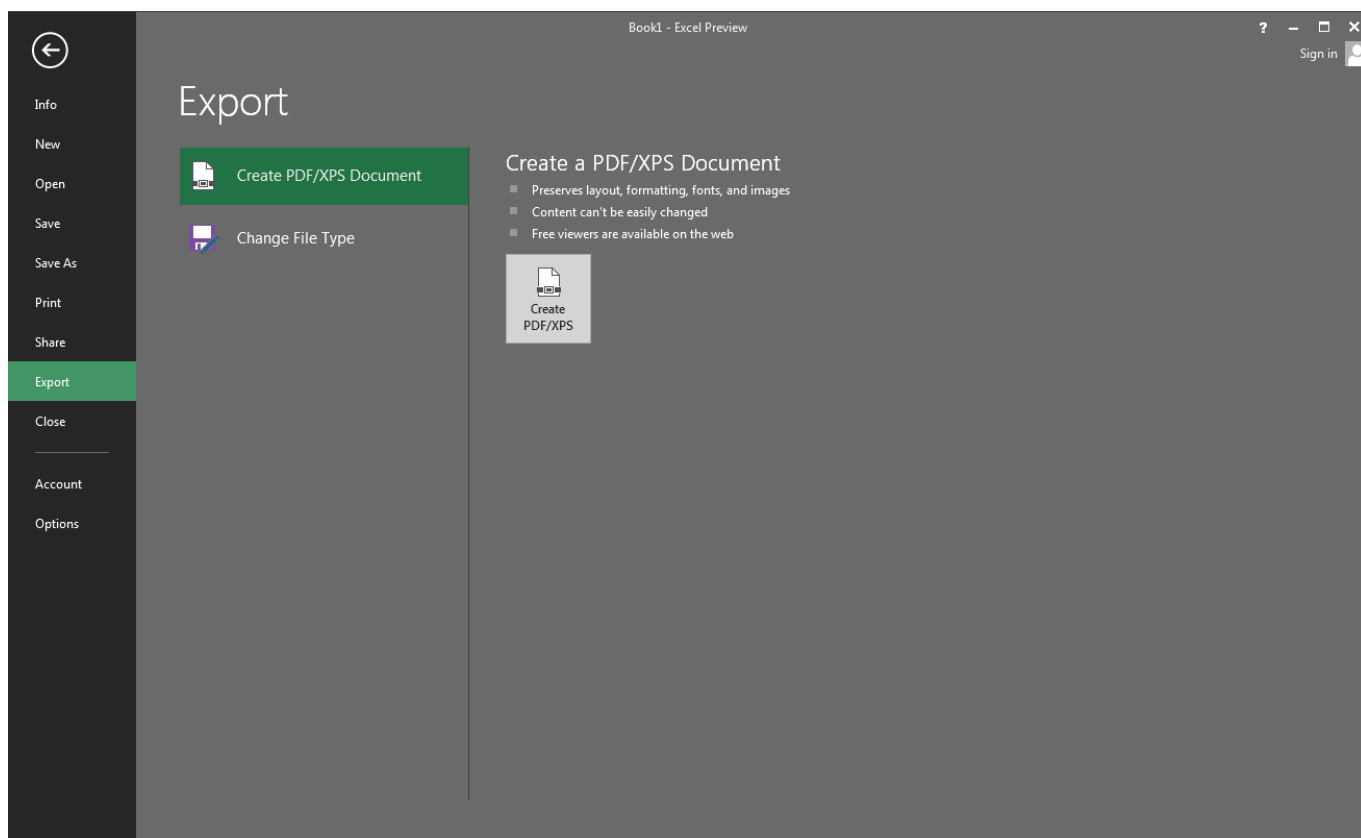 Book1 - Excel Preview
?
Sign in
Info
New
Open
Save
Save As
Print
Share
Export
Close
Account
Options
Export
Create PDF/XPS Document
Change File Type
Create a PDF/XPS Document
Preserves layout, formatting, fonts, and images
Content can't be easily changed
Free viewers are available on the web
Create
PDF/XPS